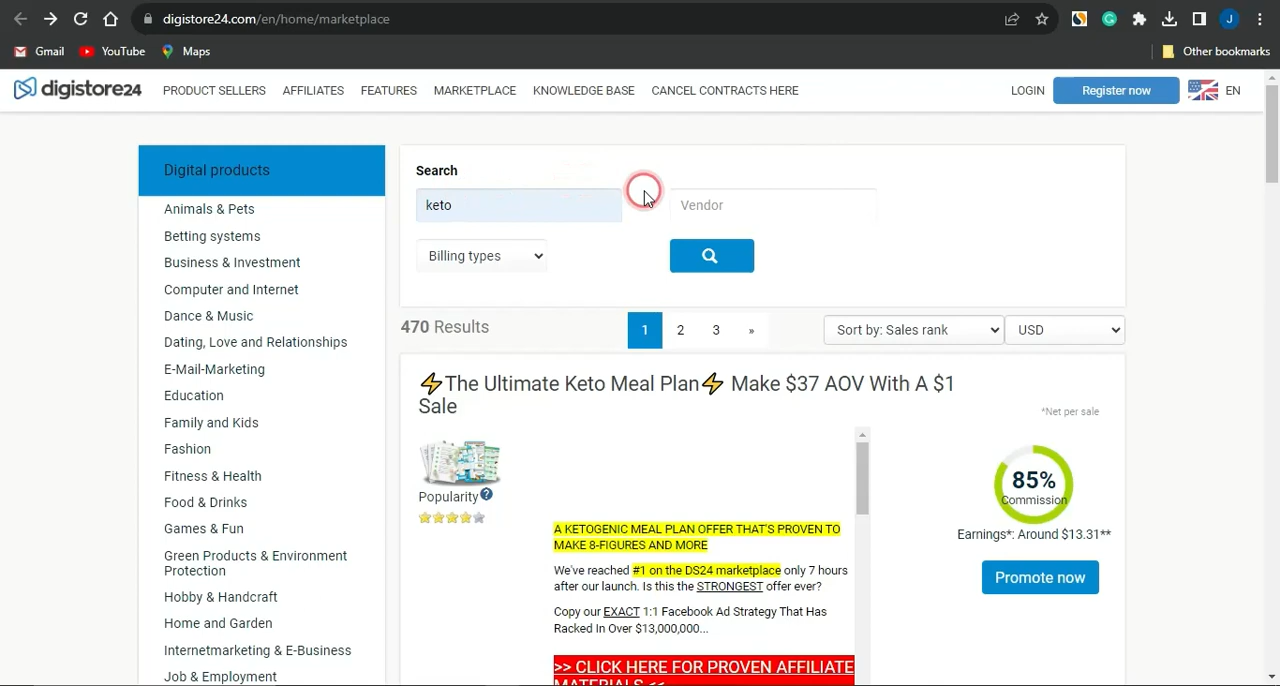 digistore24.com/en/home/marketplace
J
Gmail
YouTube
Maps
Other bookmarks
digistore24
PRODUCT SELLERS
AFFILIATES
FEATURES
MARKETPLACE
KNOWLEDGE BASE
CANCEL CONTRACTS HERE
LOGIN
Register now
EN
Digital products
Animals & Pets
Betting systems
Business & Investment
Computer and Internet
Dance & Music
Dating, Love and Relationships
E-Mail-Marketing
Education
Family and Kids
Fashion
Fitness & Health
Food & Drinks
Games & Fun
Green Products & Environment
Protection
Hobby & Handcraft
Home and Garden
Internetmarketing & E-Business
Job & Employment
Search
keto
Vendor
Billing types
470 Results
1 2 3 »
Sort by: Sales rank
USD
⚡The Ultimate Keto Meal Plan⚡ Make $37 AOV With A $1
Sale
*Net per sale
Popularity?
A KETOGENIC MEAL PLAN OFFER THAT'S PROVEN TO
MAKE 8-FIGURES AND MORE
We've reached #1 on the DS24 marketplace only 7 hours
after our launch. Is this the STRONGEST offer ever?
Copy our EXACT 1:1 Facebook Ad Strategy That Has
Racked In Over $13,000,000...
>> CLICK HERE FOR PROVEN AFFILIATE
MATERIALS <<
85%
Commission
Earnings*: Around $13.31**
Promote now